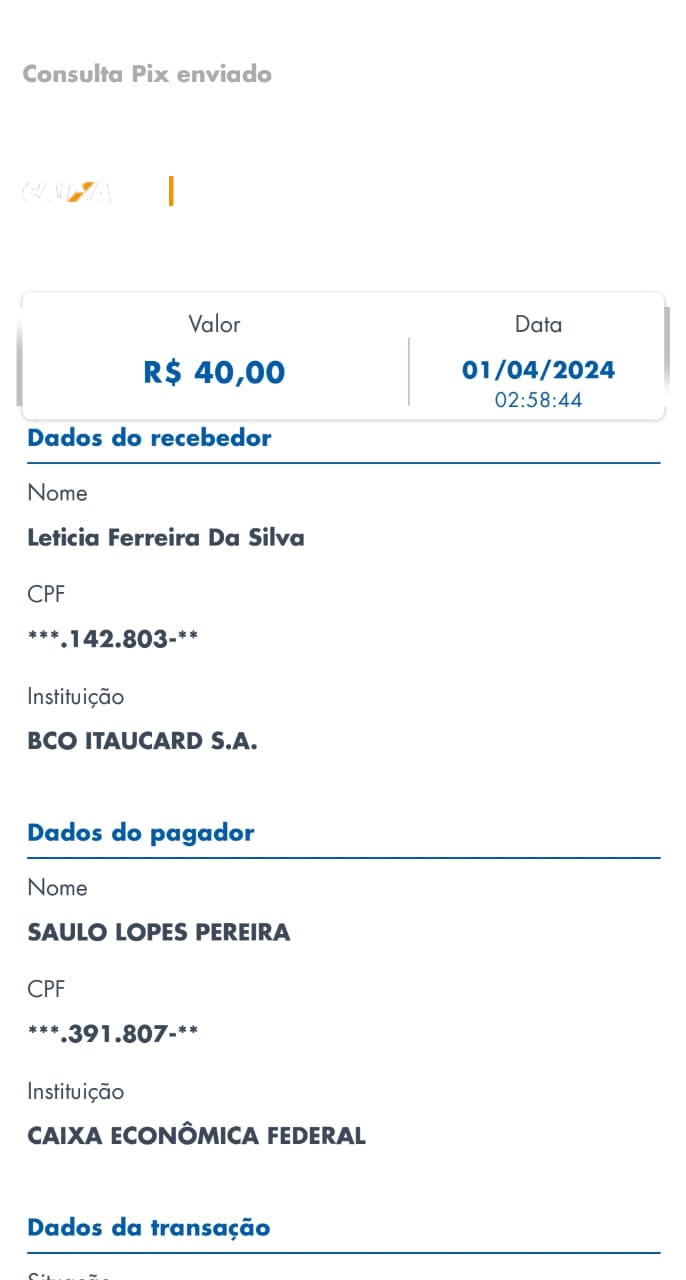 Consulta Pix enviado
CAIXA
Valor
R$ 40,00
Data
01/04/2024
02:58:44
Dados do recebedor
Nome
Leticia Ferreira Da Silva
CPF
***.142.803-**
Instituição
BCO ITAUCARD S.A.
Dados do pagador
Nome
SAULO LOPES PEREIRA
CPF
***.391.807-**
Instituição
CAIXA ECONÔMICA FEDERAL
Dados da transação
Situação